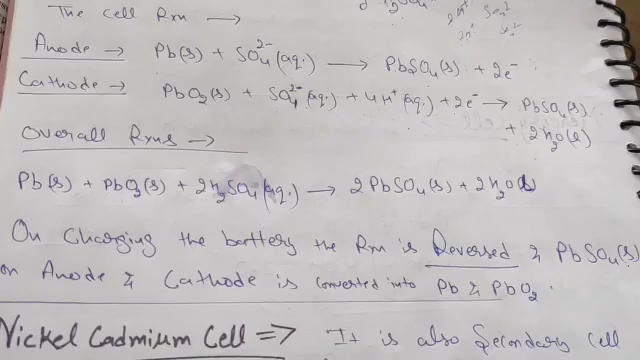 The cell Rxn →
Anode → Pb(s) + SO₄²⁻(aq.) → PbSO₄(s) + 2e⁻
Cathode → PbO₂(s) + SO₄²⁻(aq.) + 4H⁺(aq.) + 2e⁻ → PbSO₄(s)
+ 2H₂O(l)
Overall Rxns →
Pb(s) + PbO₂(s) + 2H₂SO₄(aq.) → 2PbSO₄(s) + 2H₂O(l)
On Charging the battery the Rxn is Reversed & PbSO₄(s)
on Anode & Cathode is converted into Pb & PbO₂.
Nickel Cadmium Cell ⇒ It is also Secondary Cell